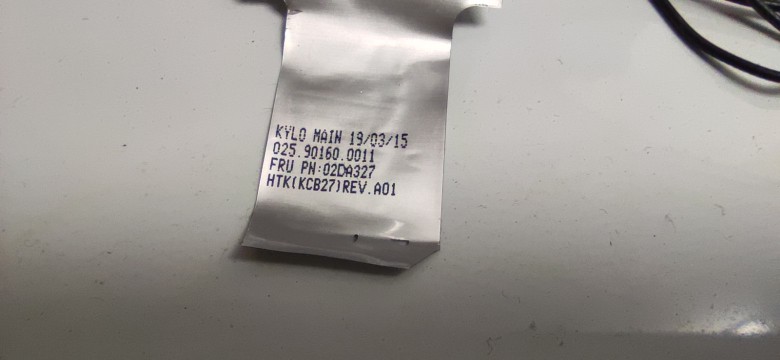 KYLO MAIN 19/03/15
025.90160.0011
FRU PN:02DA327
HTK(KCB27)REV.A01